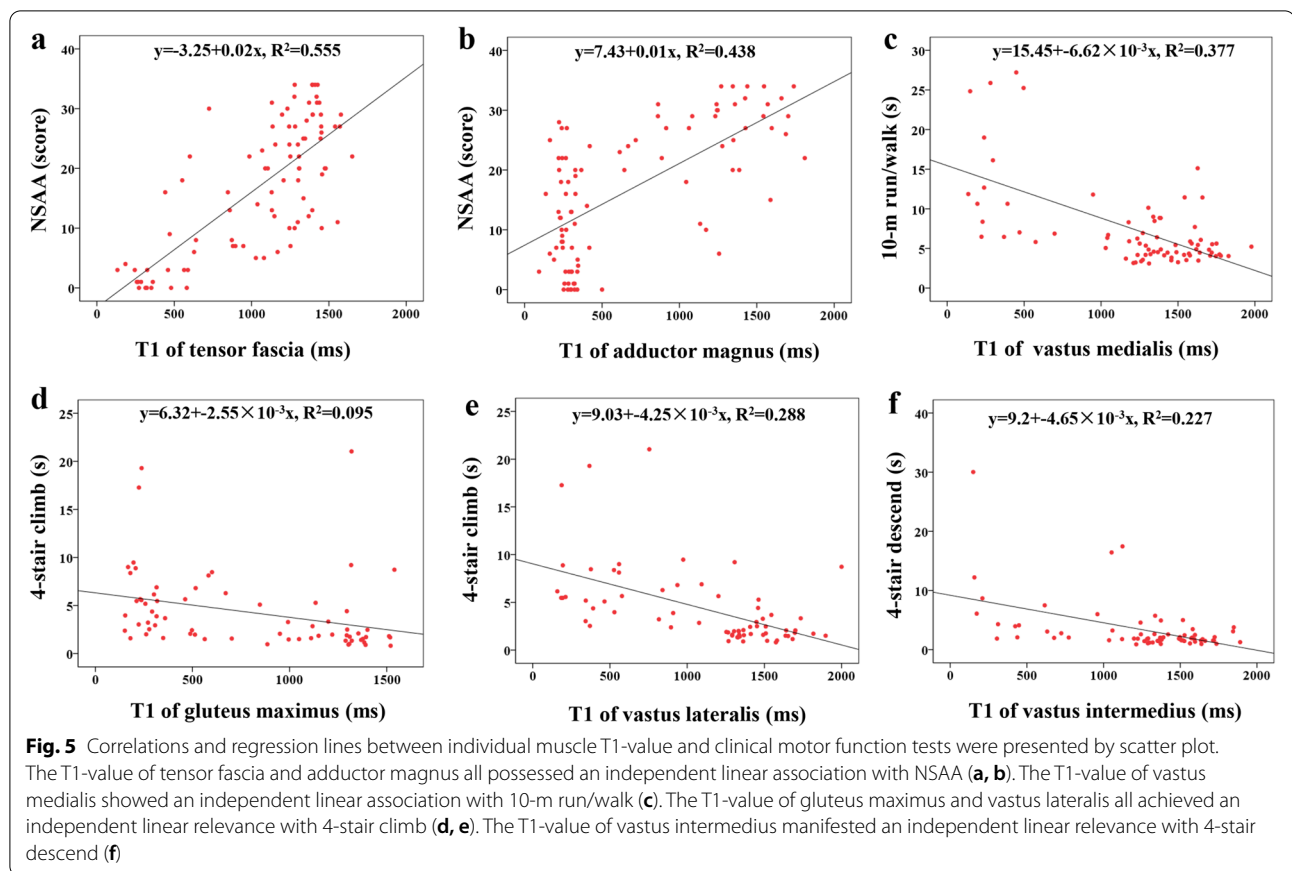 a
y=-3.25+0.02x, R²=0.555
40
30
20
10
0
NSAA (score)
0 500 1000 1500 2000
T1 of tensor fascia (ms)
b
y=7.43+0.01x, R²=0.438
40
30
20
10
0
NSAA (score)
0 500 1000 1500 2000
T1 of adductor magnus (ms)
c
y=15.45+-6.62×10⁻³x, R²=0.377
30
25
20
15
10
5
0
10-m run/walk (s)
0 500 1000 1500 2000
T1 of vastus medialis (ms)
d
y=6.32+-2.55×10⁻³x, R²=0.095
25
20
15
10
5
0
4-stair climb (s)
0 500 1000 1500
T1 of gluteus maximus (ms)
e
y=9.03+-4.25×10⁻³x, R²=0.288
25
20
15
10
5
0
4-stair climb (s)
0 500 1000 1500 2000
T1 of vastus lateralis (ms)
f
y=9.2+-4.65×10⁻³x, R²=0.227
40
30
20
10
0
4-stair descend (s)
0 500 1000 1500 2000
T1 of vastus intermedius (ms)
Fig. 5 Correlations and regression lines between individual muscle T1-value and clinical motor function tests were presented by scatter plot.
The T1-value of tensor fascia and adductor magnus all possessed an independent linear association with NSAA (a, b). The T1-value of vastus
medialis showed an independent linear association with 10-m run/walk (c). The T1-value of gluteus maximus and vastus lateralis all achieved an
independent linear relevance with 4-stair climb (d, e). The T1-value of vastus intermedius manifested an independent linear relevance with 4-stair
descend (f)